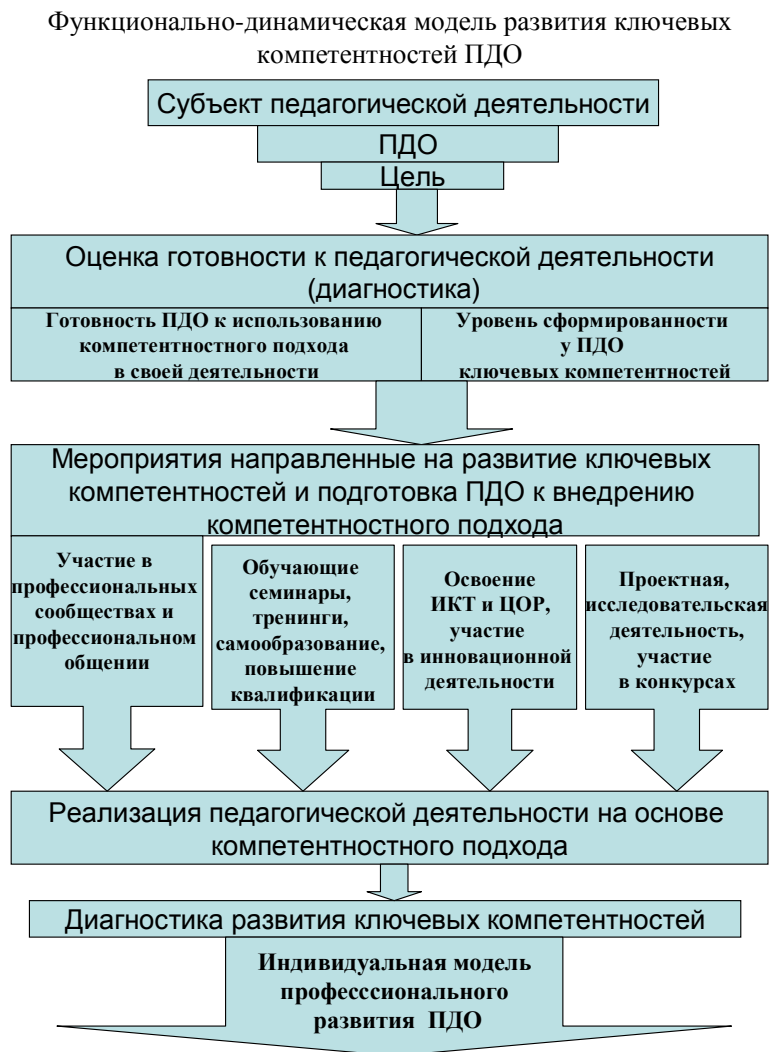 Функционально-динамическая модель развития ключевых
компетентностей ПДО
Субъект педагогической деятельности
ПДО
Цель
Оценка готовности к педагогической деятельности
(диагностика)
Готовность ПДО к использованию
компетентностного подхода
в своей деятельности
Уровень сформированности
у ПДО
ключевых компетентностей
Мероприятия направленные на развитие ключевых
компетентностей и подготовка ПДО к внедрению
компетентностного подхода
Участие в
профессиональных
сообществах и
профессиональном
общении
Обучающие
семинары,
тренинги,
самообразование,
повышение
квалификации
Освоение
ИКТ и ЦОР,
участие
в инновационной
деятельности
Проектная,
исследовательская
деятельность,
участие
в конкурсах
Реализация педагогической деятельности на основе
компетентностного подхода
Диагностика развития ключевых компетентностей
Индивидуальная модель
професссионального
развития ПДО